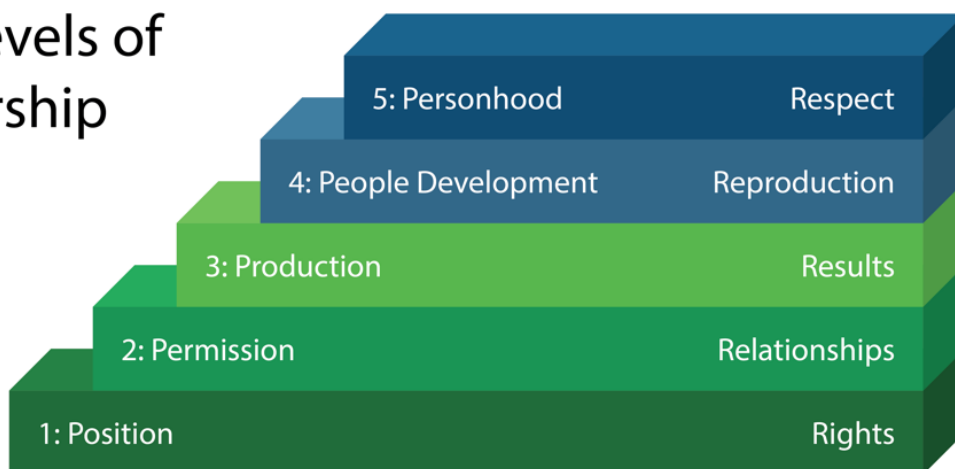 evels of
rship
5: Personhood Respect
4: People Development Reproduction
3: Production Results
2: Permission Relationships
1: Position Rights